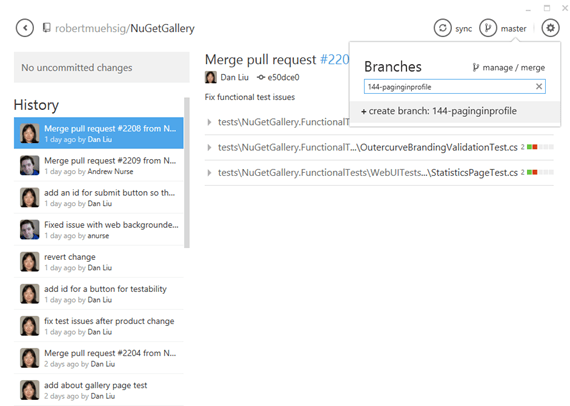 robertmuehsig/NuGetGallery
sync
master
No uncommitted changes
History
Merge pull request #2208 from N...
1 day ago by Dan Liu
Merge pull request #2209 from N...
1 day ago by Andrew Nurse
add an id for submit button so th...
1 day ago by Dan Liu
Fixed issue with web backgrounde...
1 day ago by anurse
revert change
1 day ago by Dan Liu
add id for a button for testability
1 day ago by Dan Liu
fix test issues after product change
1 day ago by Dan Liu
Merge pull request #2204 from N...
2 days ago by Dan Liu
add about gallery page test
2 days ago by Dan Liu
Merge pull request #220
Dan Liu
e50dce0
Fix functional test issues
tests\NuGetGallery.FunctionalT
tests\NuGetGallery.FunctionalT...\OutercurveBrandingValidationTest.cs 2
tests\NuGetGallery.FunctionalTests\WebUITests...\StatisticsPageTest.cs 2
Branches
manage / merge
144-paginginprofile
+ create branch: 144-paginginprofile